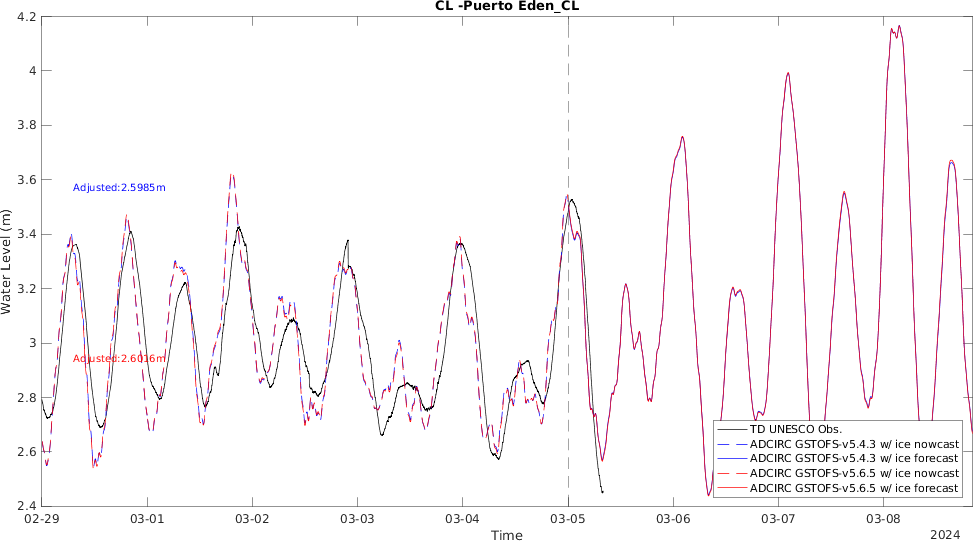 CL -Puerto Eden_CL
4.2
4
3.8
3.6
3.4
3.2
3
2.8
2.6
2.4
Water Level (m)
Adjusted:2.5985m
Adjusted:2.6016m
TD UNESCO Obs.
ADCIRC GSTOFS-v5.4.3 w/ ice nowcast
ADCIRC GSTOFS-v5.4.3 w/ ice forecast
ADCIRC GSTOFS-v5.6.5 w/ ice nowcast
ADCIRC GSTOFS-v5.6.5 w/ ice forecast
02-29 03-01 03-02 03-03 03-04 03-05 03-06 03-07 03-08
Time
2024